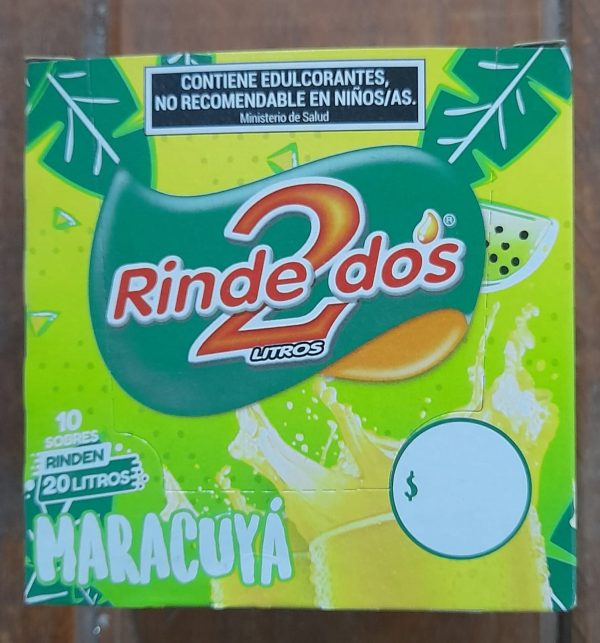 CONTIENE EDULCORANTES,
NO RECOMENDABLE EN NIÑOS/AS.
Ministerio de Salud
Rinde 2 dos ®
LITROS
10
SOBRES
RINDEN
20 LITROS
$
MARACUYÁ